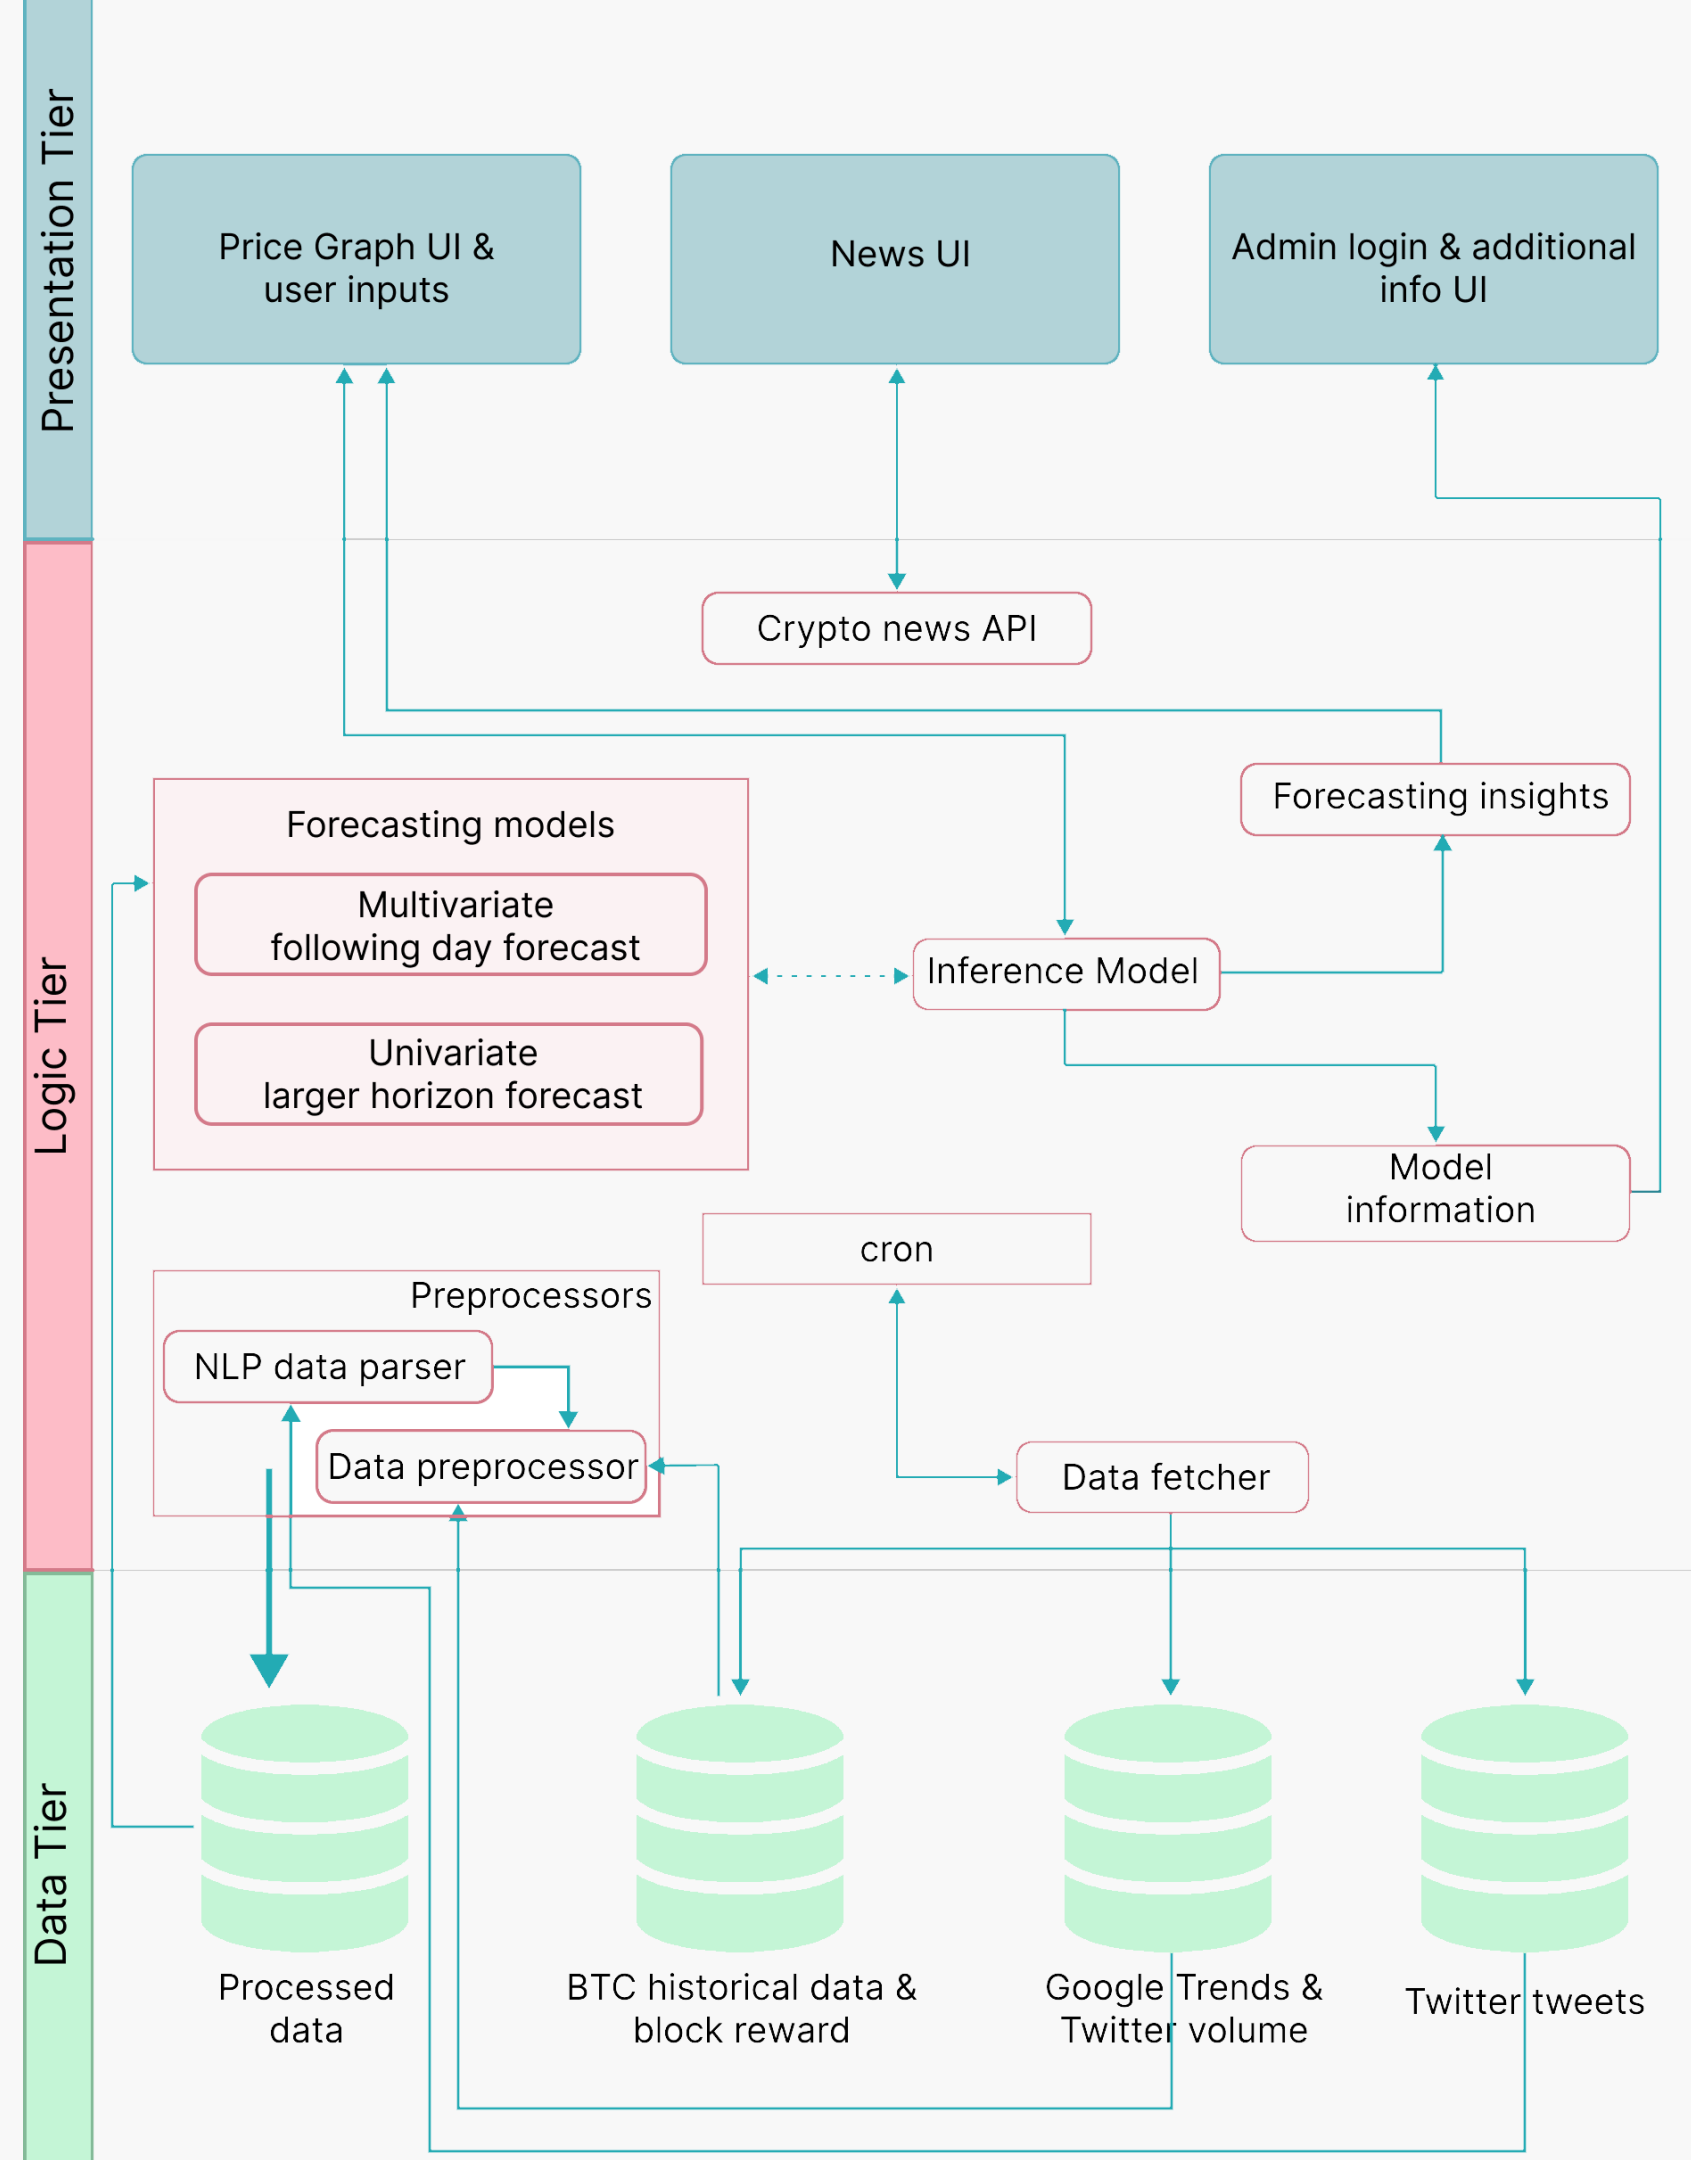 Presentation Tier
Price Graph UI &
user inputs
News UI
Admin login & additional
info UI
Logic Tier
Crypto news API
Forecasting insights
Forecasting models
Multivariate
following day forecast
Inference Model
Univariate
larger horizon forecast
Model
information
cron
Preprocessors
NLP data parser
Data preprocessor
Data fetcher
Data Tier
Processed
data
BTC historical data &
block reward
Google Trends &
Twitter volume
Twitter tweets